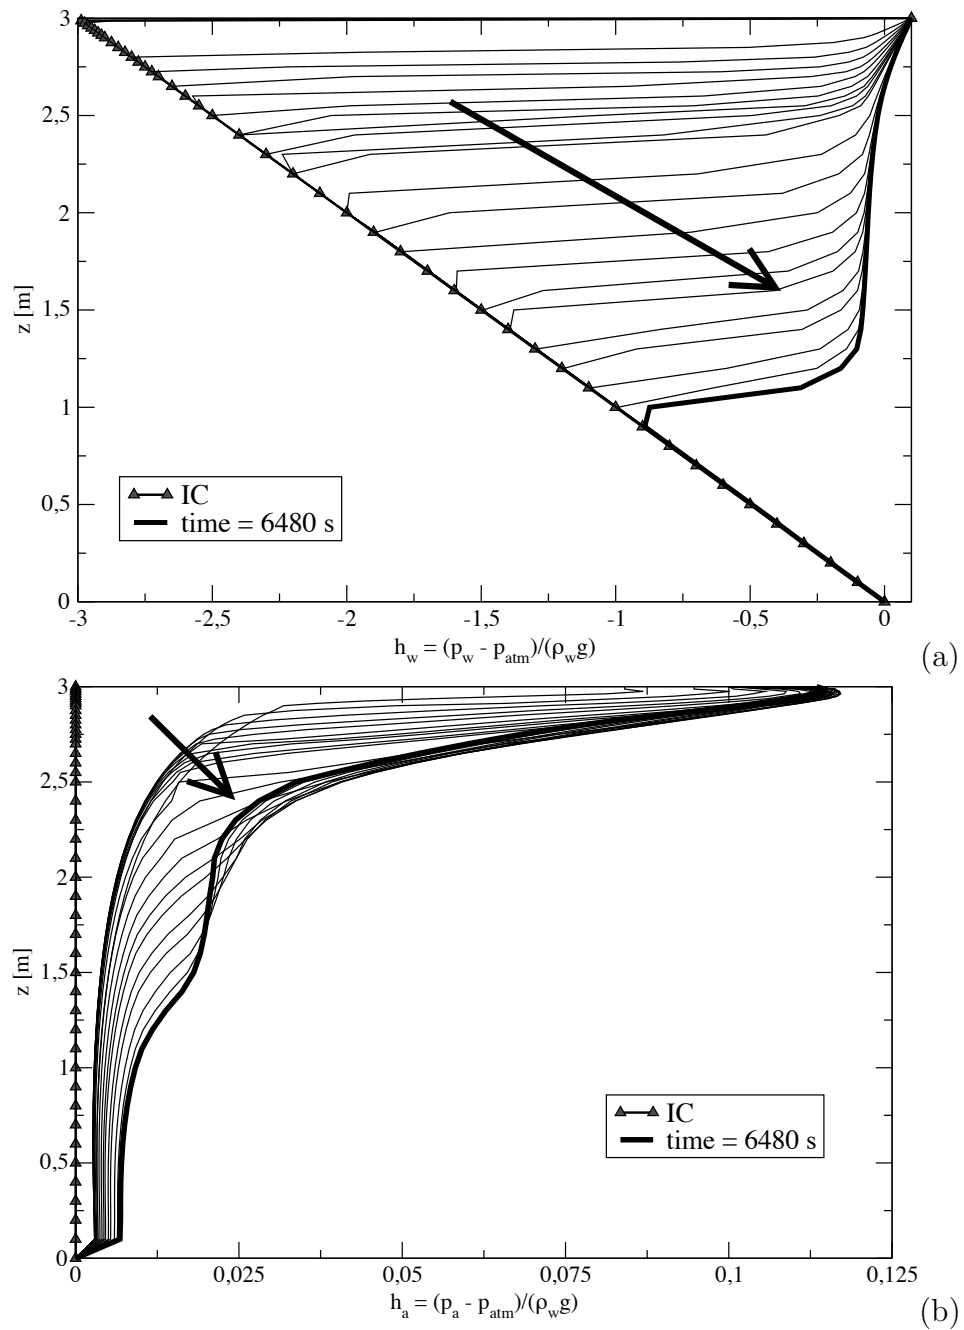 3
2,5
2
1,5
1
0,5
0
z [m]
IC
time = 6480 s
-3 -2,5 -2 -1,5 -1 -0,5 0
h_w = (p_w - p_atm)/(ρ_w g)
(a)
3
2,5
2
1,5
1
0,5
0
z [m]
IC
time = 6480 s
0 0,025 0,05 0,075 0,1 0,125
h_a = (p_a - p_atm)/(ρ_w g)
(b)